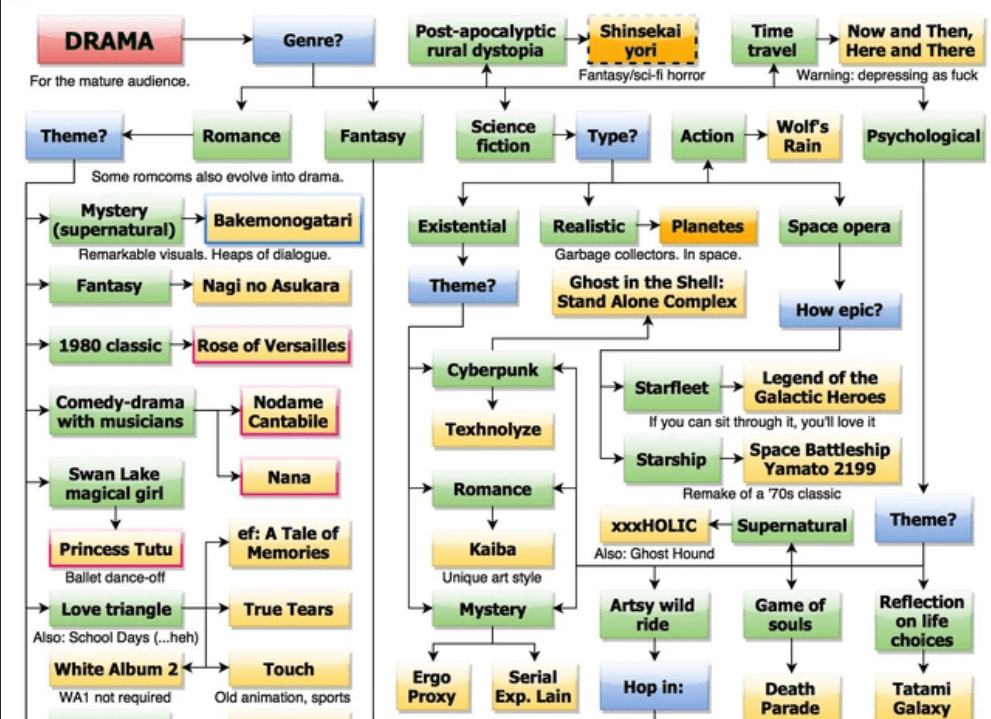 DRAMA
For the mature audience.
Genre?
Post-apocalyptic
rural dystopia
Shinsekai
yori
Fantasy/sci-fi horror
Time
travel
Now and Then,
Here and There
Warning: depressing as fuck
Theme?
Romance
Some romcoms also evolve into drama.
Fantasy
Science
fiction
Type?
Action
Wolf's
Rain
Psychological
Mystery
(supernatural)
Bakemonogatari
Remarkable visuals. Heaps of dialogue.
Fantasy
Nagi no Asukara
1980 classic
Rose of Versailles
Comedy-drama
with musicians
Nodame
Cantabile
Nana
Swan Lake
magical girl
Princess Tutu
Ballet dance-off
ef: A Tale of
Memories
Love triangle
Also: School Days (...heh)
True Tears
White Album 2
WA1 not required
Touch
Old animation, sports
Existential
Theme?
Realistic
Planetes
Garbage collectors. In space.
Space opera
How epic?
Ghost in the Shell:
Stand Alone Complex
Cyberpunk
Texhnolyze
Starfleet
Legend of the
Galactic Heroes
If you can sit through it, you'll love it
Starship
Space Battleship
Yamato 2199
Remake of a '70s classic
Romance
Kaiba
Unique art style
Mystery
Ergo
Proxy
Serial
Exp. Lain
xxxHOLIC
Also: Ghost Hound
Supernatural
Theme?
Artsy wild
ride
Hop in:
Game of
souls
Death
Parade
Reflection
on life
choices
Tatami
Galaxy